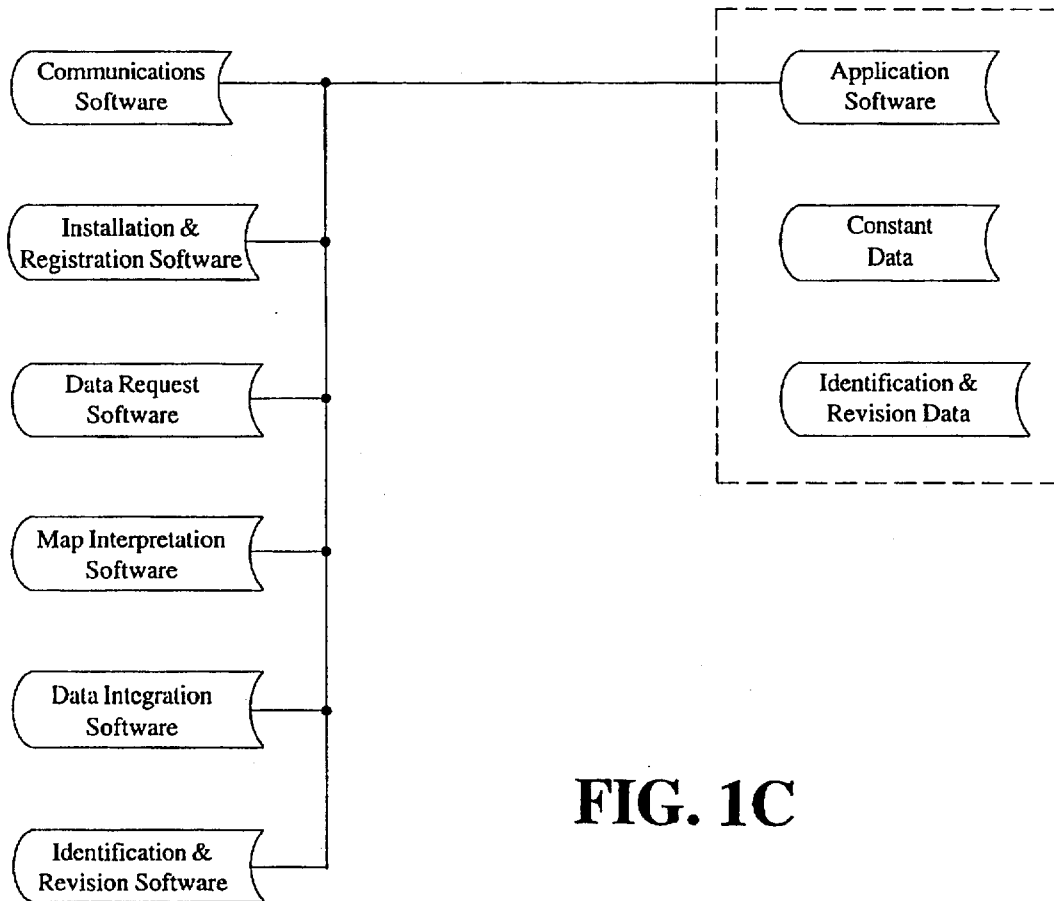 Communications
Software
Application
Software
Installation &
Registration Software
Constant
Data
Data Request
Software
Identification &
Revision Data
Map Interpretation
Software
Data Integration
Software
Identification &
Revision Software
FIG. 1C